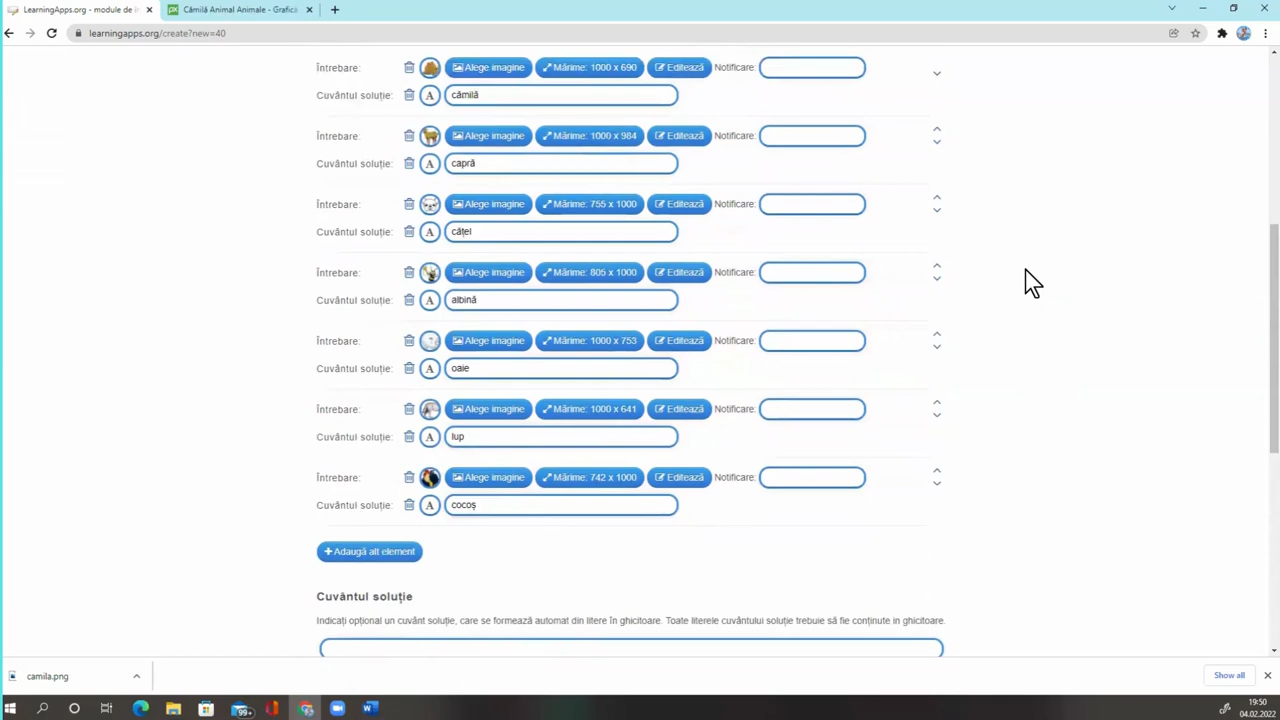 LearningApps.org - module de î
Cămilă Animal Animale - Grafică
learningapps.org/create?new=40
Întrebare: Alege imagine Mărime: 1000 x 690 Editează Notificare:
Cuvântul soluție: A cămilă
Întrebare: Alege imagine Mărime: 1000 x 984 Editează Notificare:
Cuvântul soluție: A capră
Întrebare: Alege imagine Mărime: 755 x 1000 Editează Notificare:
Cuvântul soluție: A cățel
Întrebare: Alege imagine Mărime: 805 x 1000 Editează Notificare:
Cuvântul soluție: A albină
Întrebare: Alege imagine Mărime: 1000 x 753 Editează Notificare:
Cuvântul soluție: A oaie
Întrebare: Alege imagine Mărime: 1000 x 641 Editează Notificare:
Cuvântul soluție: A lup
Întrebare: Alege imagine Mărime: 742 x 1000 Editează Notificare:
Cuvântul soluție: A cocoș
+ Adaugă alt element
Cuvântul soluție
Indicați opțional un cuvânt soluție, care se formează automat din litere în ghicitoare. Toate literele cuvântului soluție trebuie să fie conținute in ghicitoare.
camila.png
Show all
99+
19:50
04.02.2022